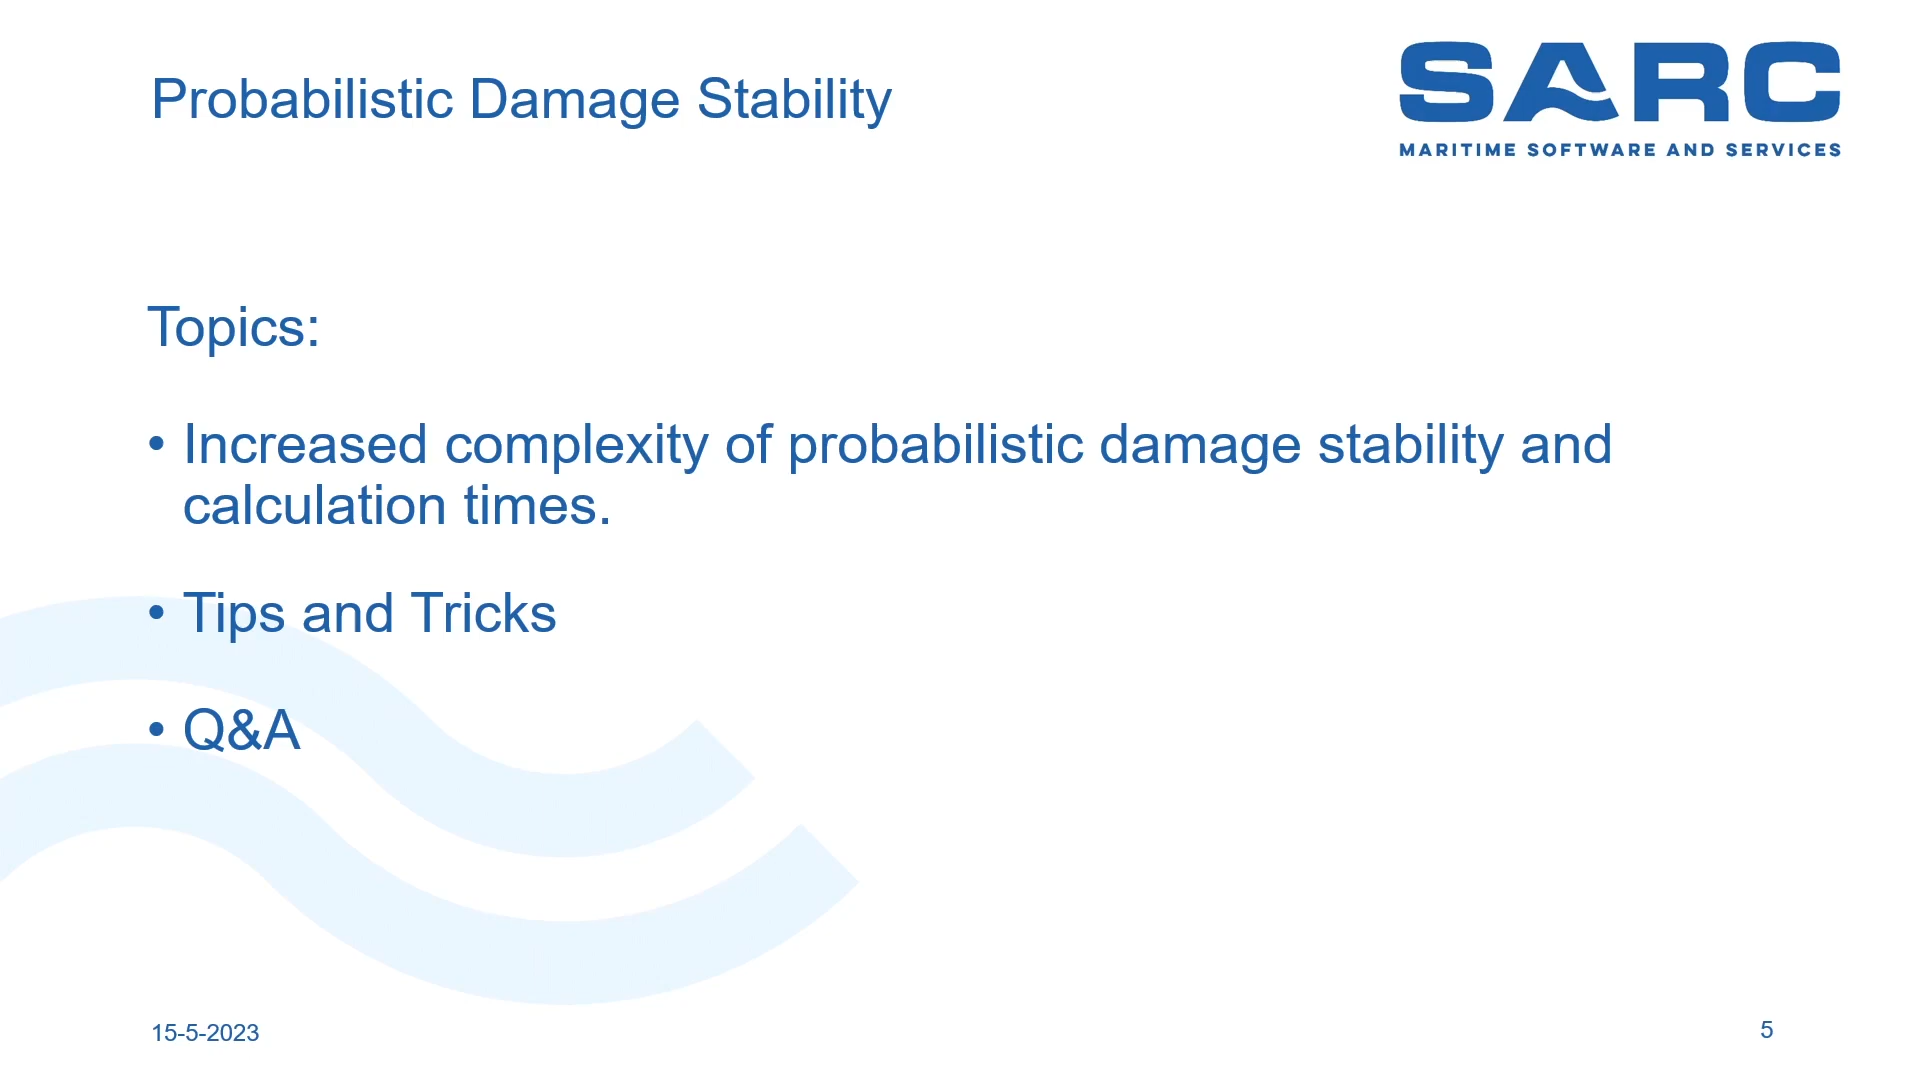 Probabilistic Damage Stability
SARC
MARITIME SOFTWARE AND SERVICES
Topics:
• Increased complexity of probabilistic damage stability and
calculation times.
• Tips and Tricks
• Q&A
15-5-2023
5